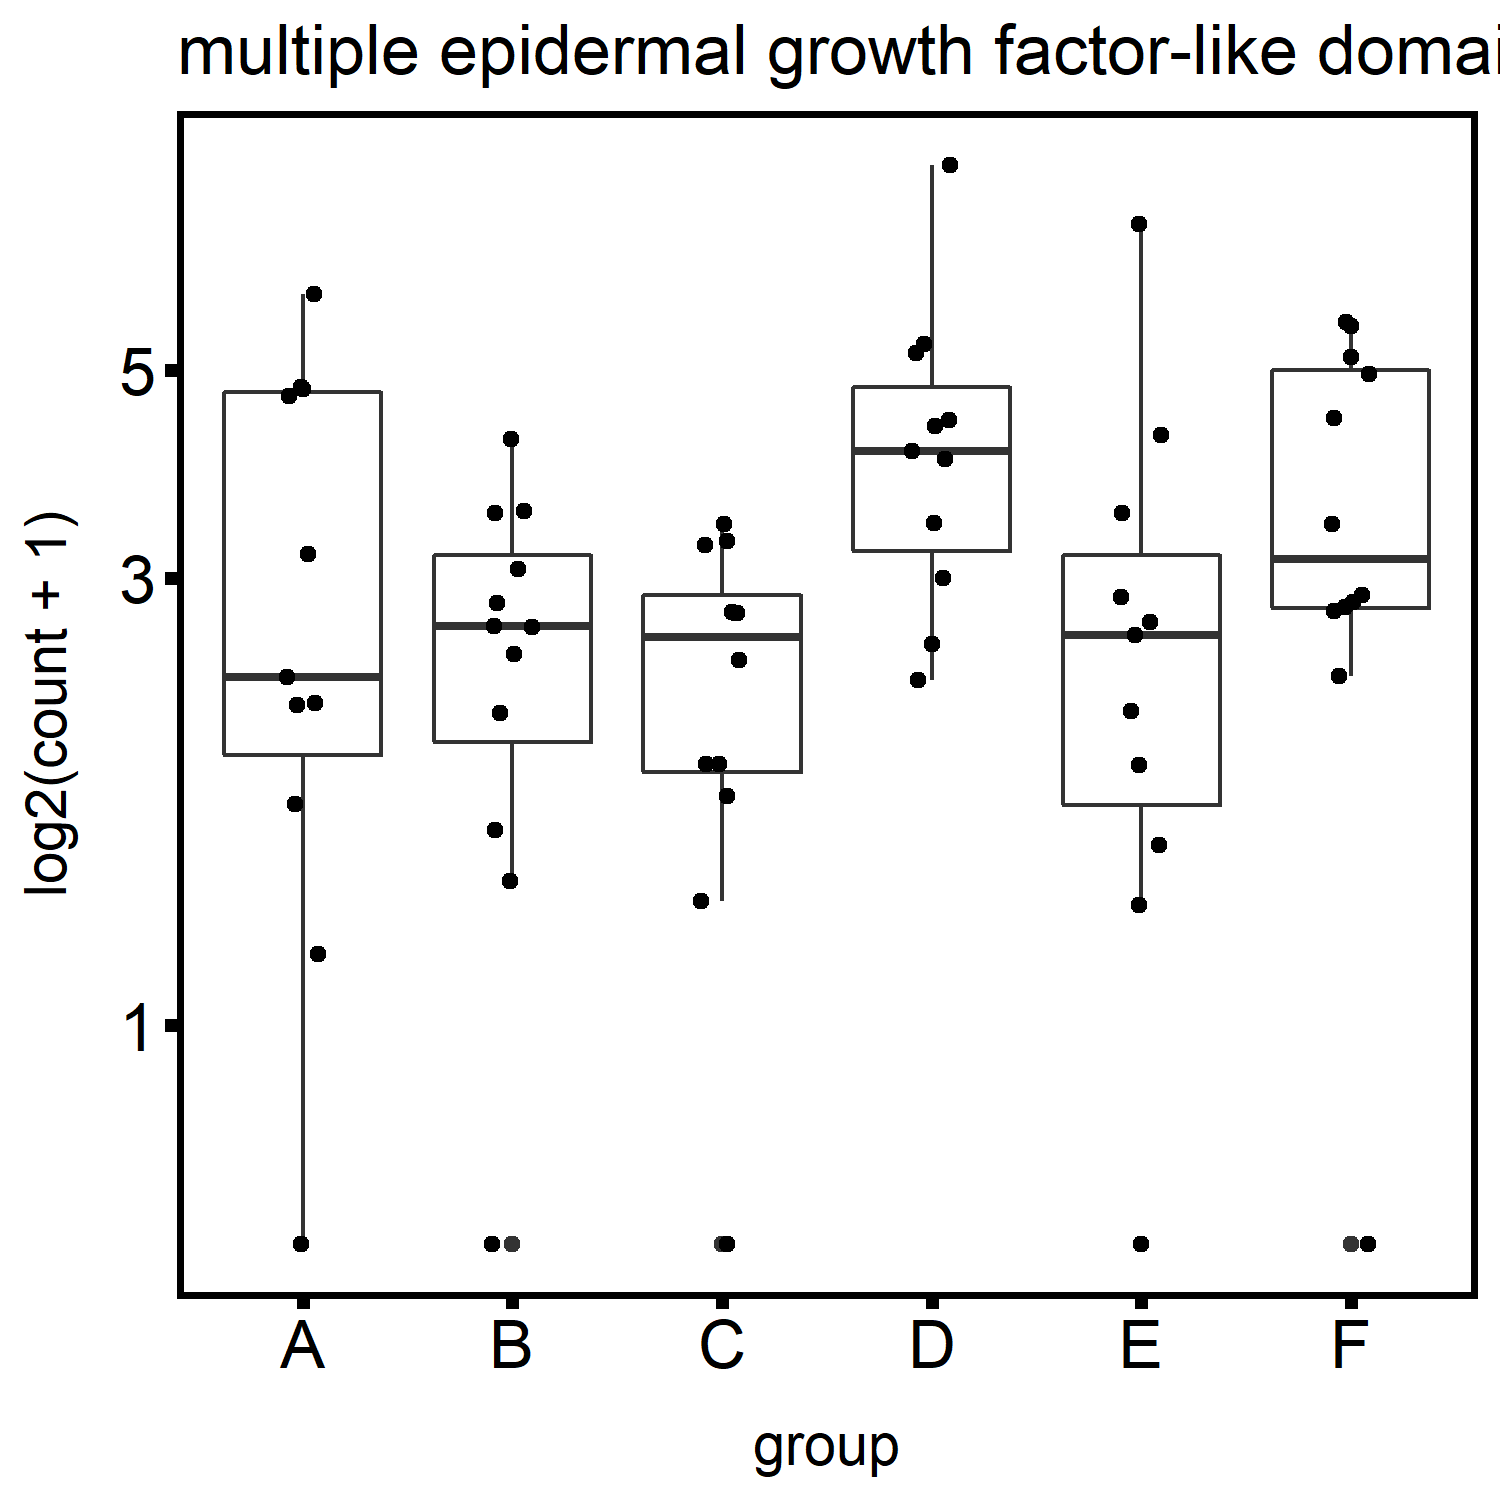 multiple epidermal growth factor-like domai
log2(count + 1)
5
3
1
A B C D E F
group